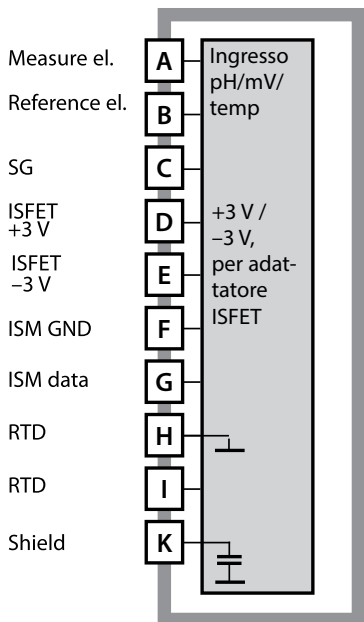 Measure el.
A
Ingresso
pH/mV/
temp
Reference el.
B
SG
C
ISFET
+3 V
D
+3 V /
–3 V,
per adat-
tatore
ISFET
ISFET
–3 V
E
ISM GND
F
ISM data
G
RTD
H
RTD
I
Shield
K